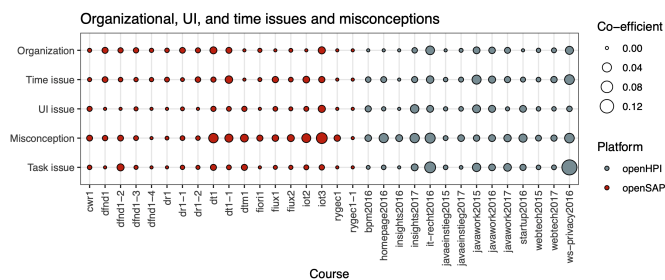 Organizational, UI, and time issues and misconceptions
Organization
Time issue
UI issue
Misconception
Task issue
cwr1
dfnd1
dfnd1-2
dfnd1-3
dfnd1-4
dr1
dr1-1
dr1-2
dt1
dt1-1
dtm1
fiori1
fiux1
fiux2
iot2
iot3
rygec1
rygec1-1
bpm2016
homepage2016
insights2016
insights2017
it-recht2016
javaeinstieg2015
javaeinstieg2017
javawork2015
javawork2016
javawork2017
startup2016
webtech2015
webtech2017
ws-privacy2016
Course
Co-efficient
0.00
0.04
0.08
0.12
Platform
openHPI
openSAP